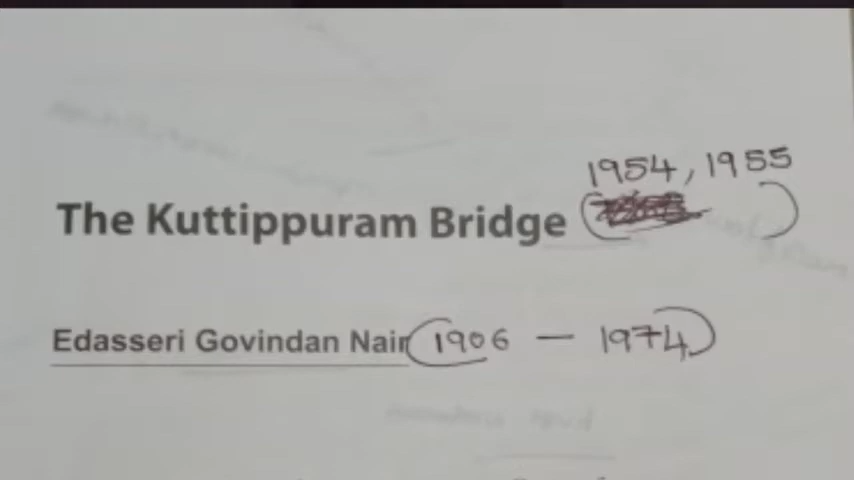 1954, 1955
The Kuttippuram Bridge ( )
Edasseri Govindan Nair (1906 — 1974)